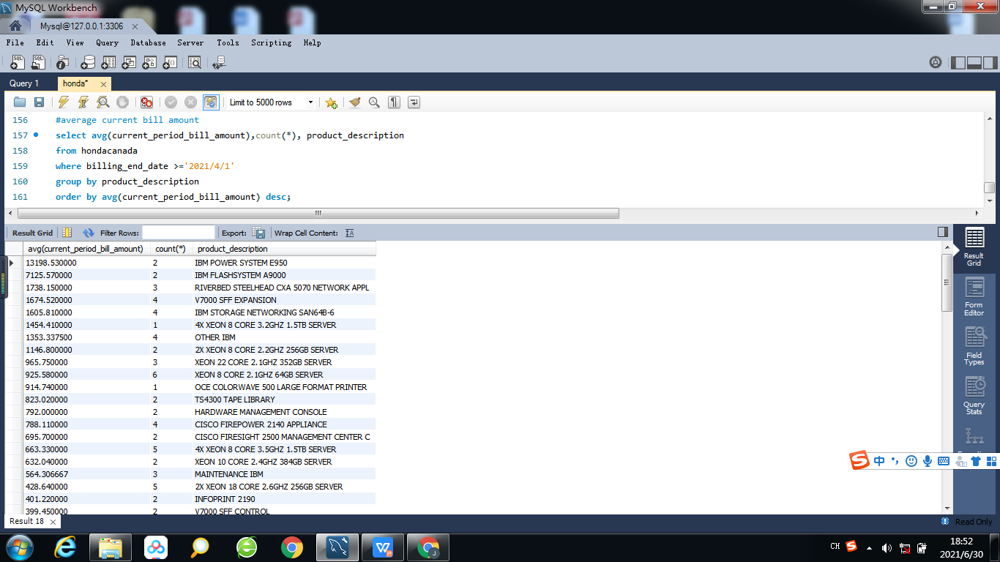 MySQL Workbench
Mysql@127.0.0.1:3306
File Edit View Query Database Server Tools Scripting Help
Query 1
honda*
Limit to 5000 rows
156 #average current bill amount
157 select avg(current_period_bill_amount),count(*), product_description
158 from hondacanada
159 where billing_end_date >='2021/4/1'
160 group by product_description
161 order by avg(current_period_bill_amount) desc;
Result Grid Filter Rows: Export: Wrap Cell Content:
avg(current_period_bill_amount) count(*) product_description
13198.530000 2 IBM POWER SYSTEM E950
7125.570000 2 IBM FLASHSYSTEM A9000
1738.150000 3 RIVERBED STEELHEAD CXA 5070 NETWORK APPL
1674.520000 4 V7000 SFF EXPANSION
1605.810000 4 IBM STORAGE NETWORKING SAN64B-6
1454.410000 1 4X XEON 8 CORE 3.2GHZ 1.5TB SERVER
1353.337500 4 OTHER IBM
1146.800000 2 2X XEON 8 CORE 2.2GHZ 256GB SERVER
965.750000 3 XEON 22 CORE 2.1GHZ 352GB SERVER
925.580000 6 XEON 8 CORE 2.1GHZ 64GB SERVER
914.740000 1 OCE COLORWAVE 500 LARGE FORMAT PRINTER
823.020000 2 TS4300 TAPE LIBRARY
792.000000 2 HARDWARE MANAGEMENT CONSOLE
788.110000 4 CISCO FIREPOWER 2140 APPLIANCE
695.700000 2 CISCO FIRESIGHT 2500 MANAGEMENT CENTER C
663.330000 5 4X XEON 8 CORE 3.5GHZ 1.5TB SERVER
632.040000 2 XEON 10 CORE 2.4GHZ 384GB SERVER
564.306667 3 MAINTENANCE IBM
428.640000 5 2X XEON 18 CORE 2.6GHZ 256GB SERVER
401.220000 2 INFOPRINT 2190
399.450000 2 V7000 SFF CONTROL
Result
Grid
Form
Editor
Field
Types
Query
Stats
中
Result 18
Read Only
CH
18:52
2021/6/30